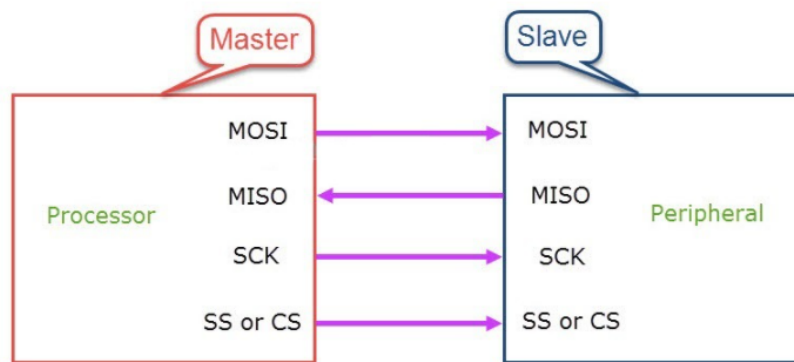 Master
Slave
MOSI
MOSI
MISO
MISO
Processor
Peripheral
SCK
SCK
SS or CS
SS or CS